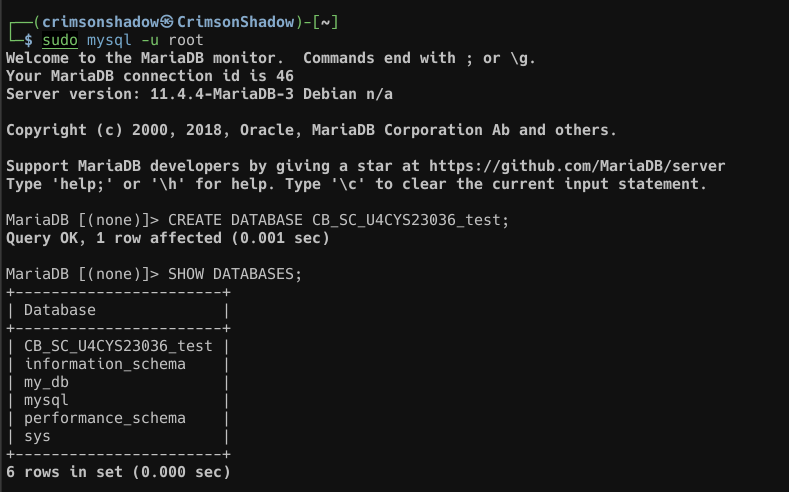 ┌──(crimsonshadow㉿CrimsonShadow)-[~]
└─$ sudo mysql -u root
Welcome to the MariaDB monitor.  Commands end with ; or \g.
Your MariaDB connection id is 46
Server version: 11.4.4-MariaDB-3 Debian n/a

Copyright (c) 2000, 2018, Oracle, MariaDB Corporation Ab and others.

Support MariaDB developers by giving a star at https://github.com/MariaDB/server
Type 'help;' or '\h' for help. Type '\c' to clear the current input statement.

MariaDB [(none)]> CREATE DATABASE CB_SC_U4CYS23036_test;
Query OK, 1 row affected (0.001 sec)

MariaDB [(none)]> SHOW DATABASES;
+-----------------------+
| Database              |
+-----------------------+
| CB_SC_U4CYS23036_test |
| information_schema    |
| my_db                 |
| mysql                 |
| performance_schema    |
| sys                   |
+-----------------------+
6 rows in set (0.000 sec)